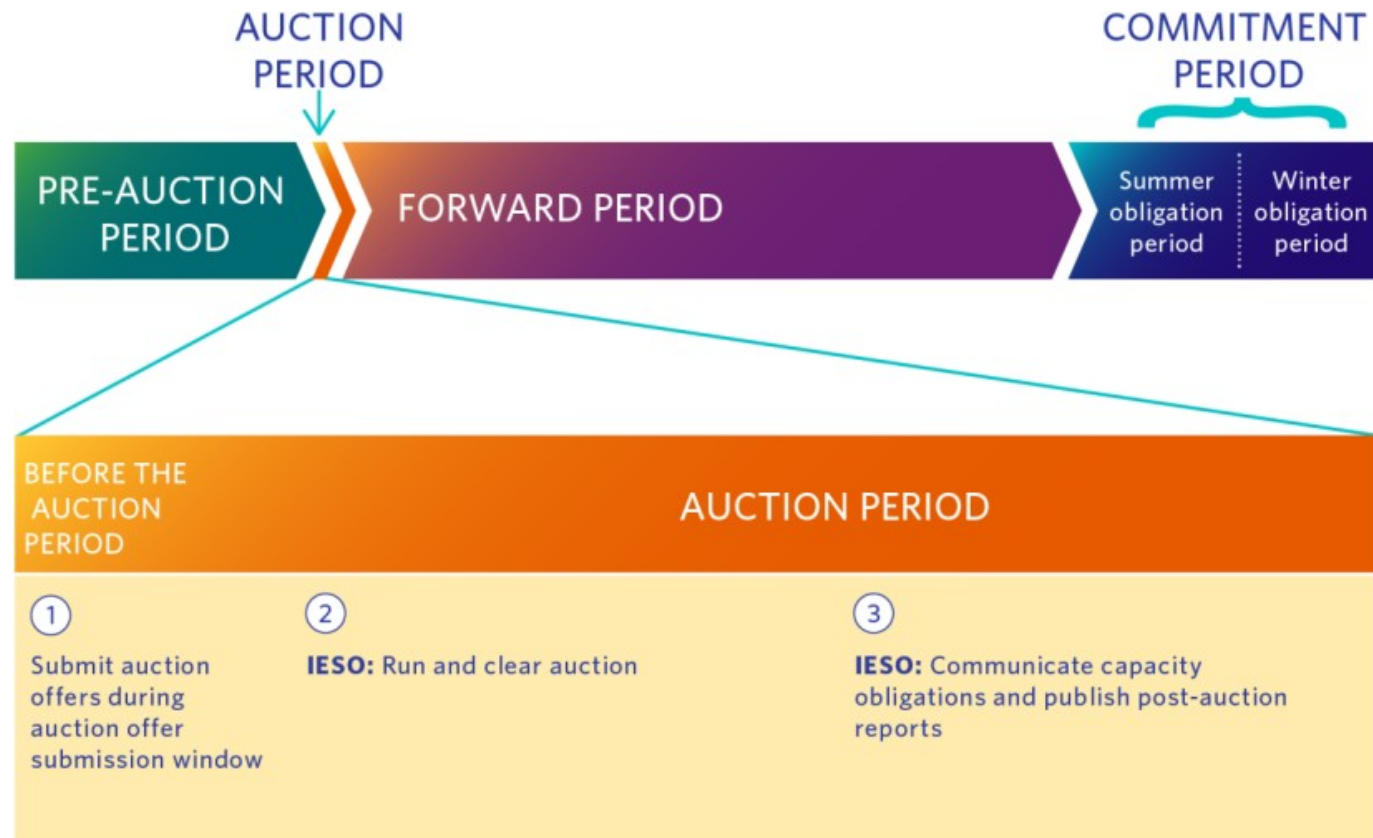 AUCTION
PERIOD
COMMITMENT
PERIOD
PRE-AUCTION
PERIOD
FORWARD PERIOD
Summer
obligation
period
Winter
obligation
period
BEFORE THE
AUCTION
PERIOD
AUCTION PERIOD
1
Submit auction
offers during
auction offer
submission window
2
IESO: Run and clear auction
3
IESO: Communicate capacity
obligations and publish post-auction
reports